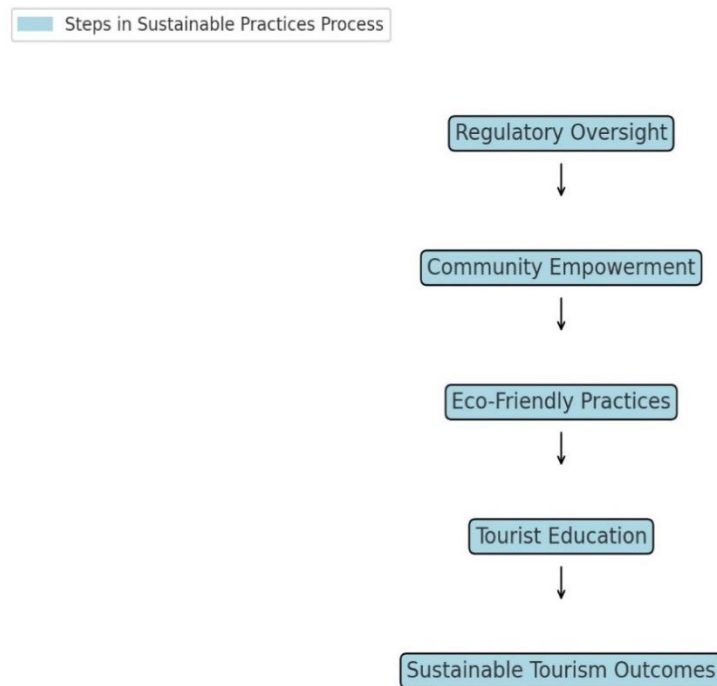 Steps in Sustainable Practices Process
Regulatory Oversight
Community Empowerment
Eco-Friendly Practices
Tourist Education
Sustainable Tourism Outcomes